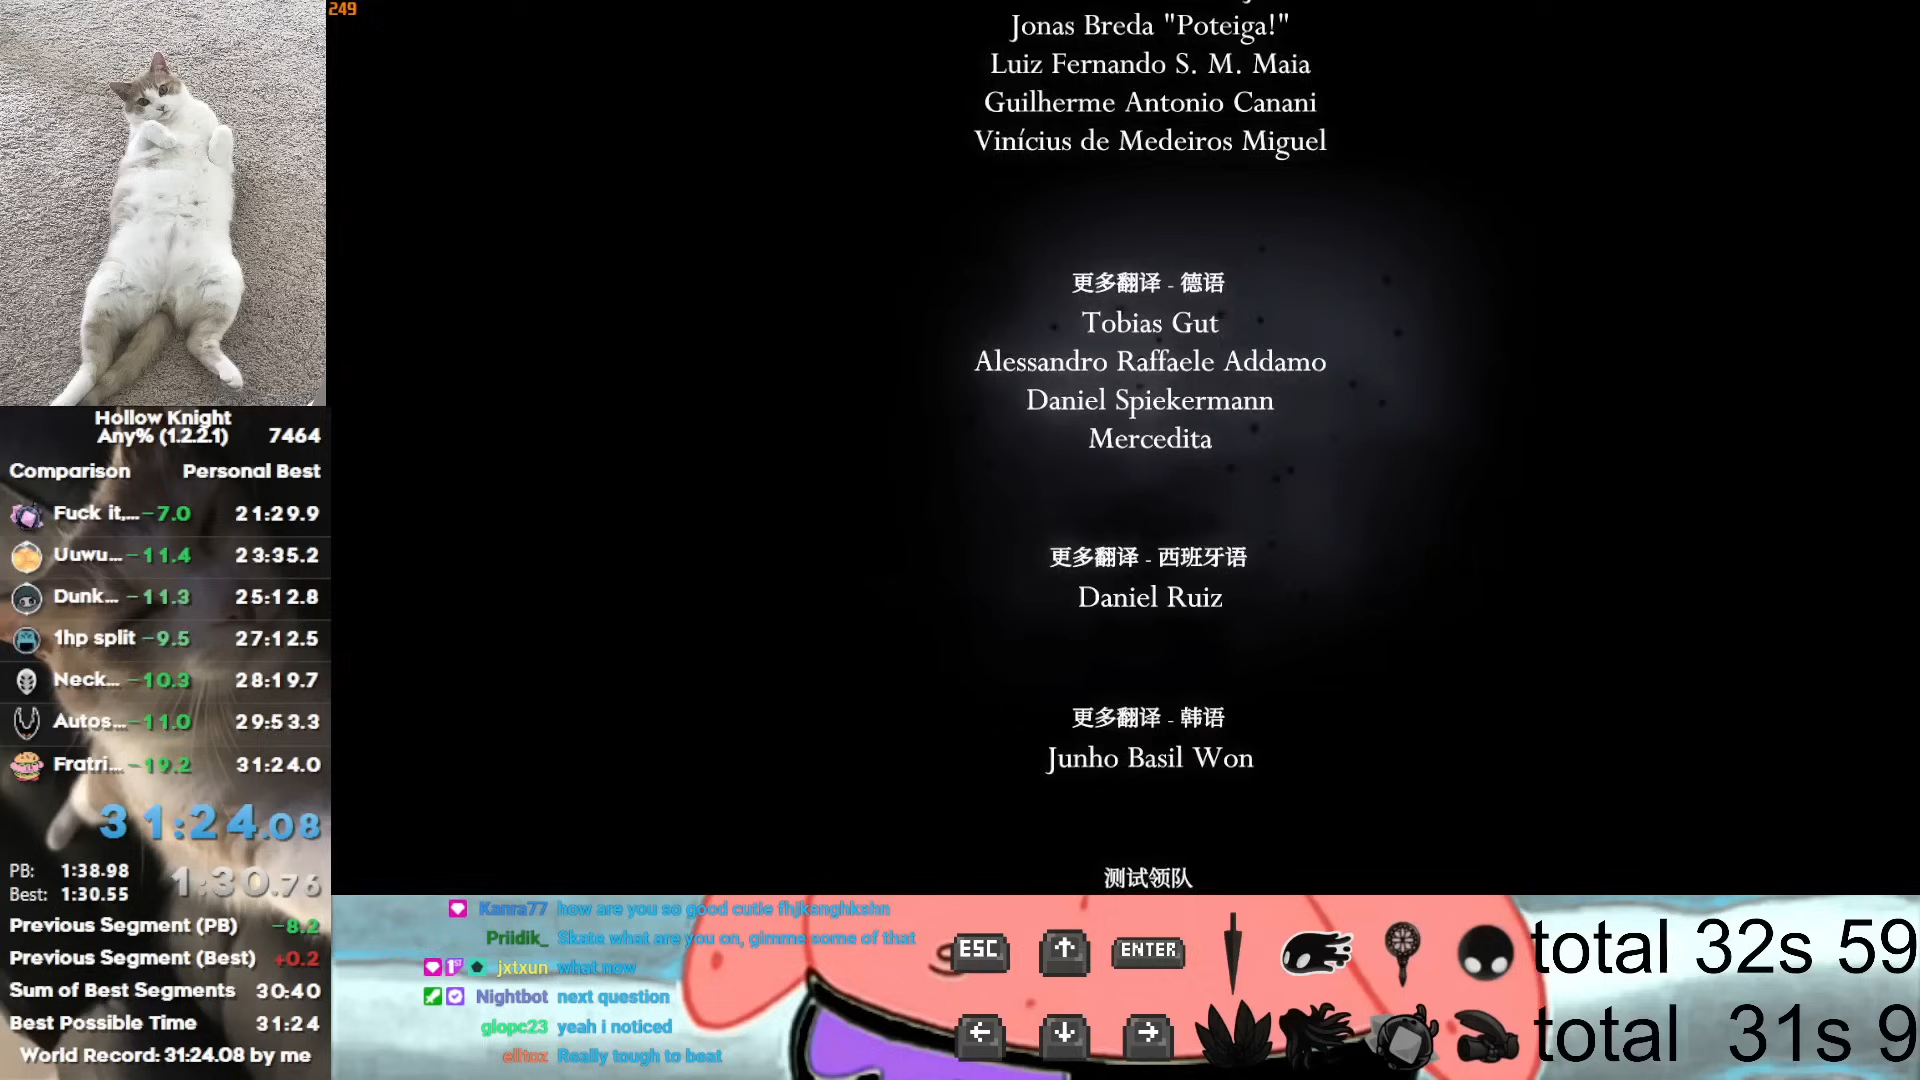 249
Jonas Breda "Poteiga!"
Luiz Fernando S. M. Maia
Guilherme Antonio Canani
Vinícius de Medeiros Miguel
更多翻译 - 德语
Tobias Gut
Alessandro Raffaele Addamo
Daniel Spiekermann
Mercedita
更多翻译 - 西班牙语
Daniel Ruiz
更多翻译 - 韩语
Junho Basil Won
测试领队
Hollow Knight
Any% (1.2.2.1) 7464
Comparison Personal Best
Fuck it,... -7.0 21:29.9
Uuwu... -11.4 23:35.2
Dunk... -11.3 25:12.8
1hp split -9.5 27:12.5
Neck... -10.3 28:19.7
Autos... -11.0 29:53.3
Fratri... -19.2 31:24.0
31:24.08
PB: 1:38.98
Best: 1:30.55
1:30.76
Previous Segment (PB) -8.2
Previous Segment (Best) +0.2
Sum of Best Segments 30:40
Best Possible Time 31:24
World Record: 31:24.08 by me
Kanra77 how are you so good cutie fhjksnghkshn
Priidik_ Skate what are you on, gimme some of that
jxtxun what now
Nightbot next question
glopc23 yeah i noticed
elltoz Really tough to beat
ESC ↑ ENTER
← ↓ →
total 32s 59
total 31s 9